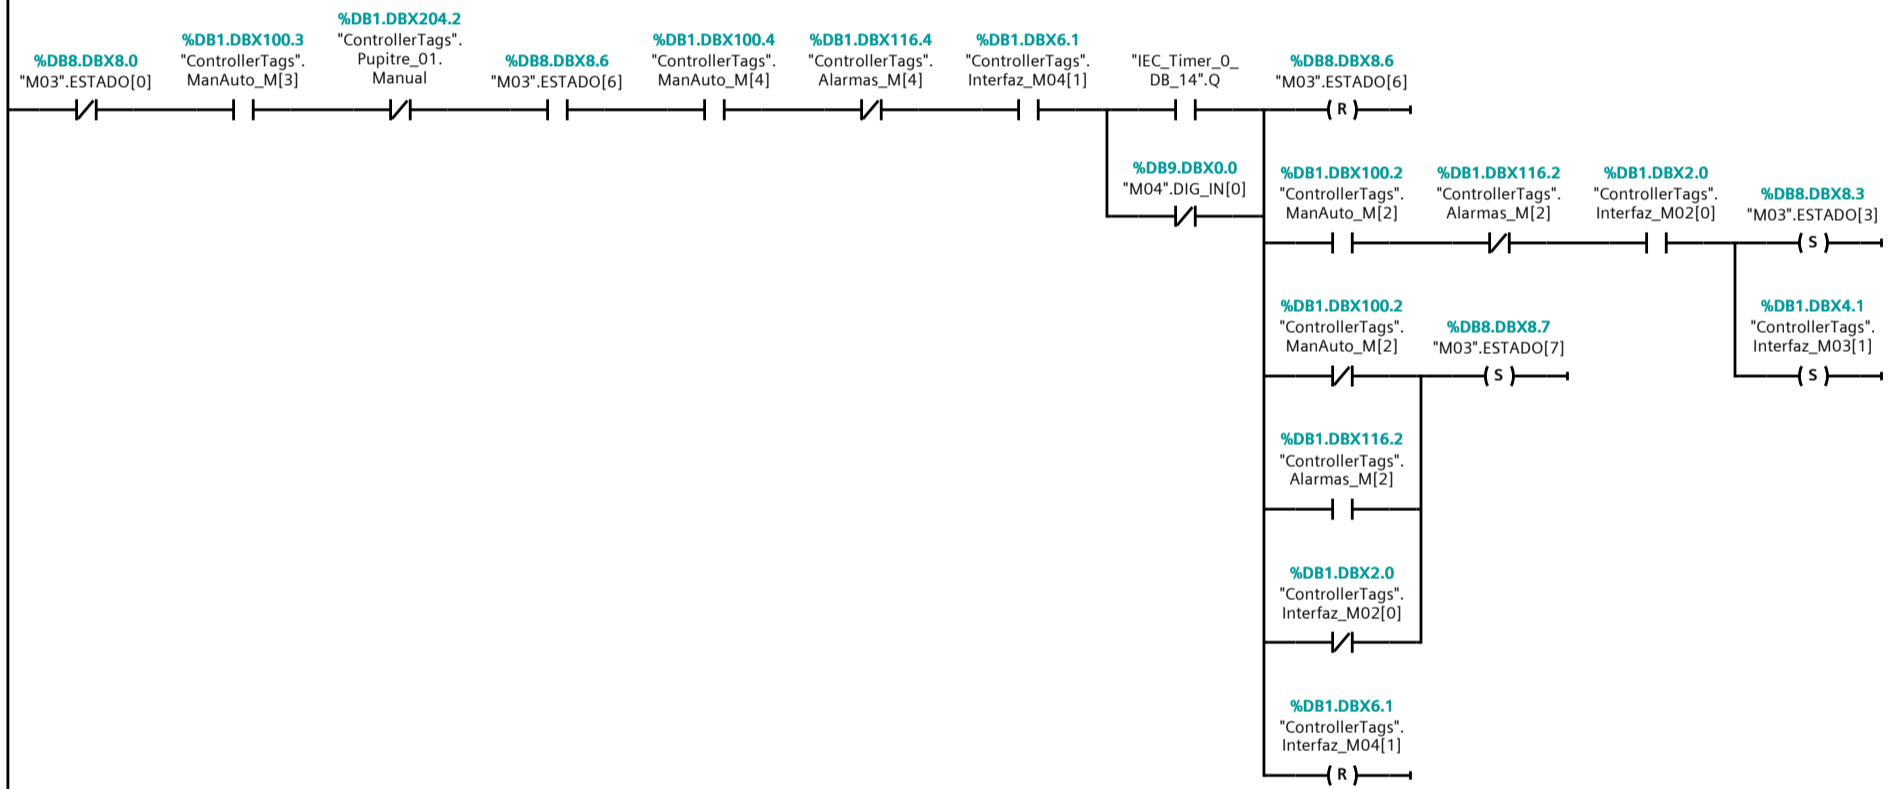 %DB8.DBX8.0
"M03".ESTADO[0]
%DB1.DBX100.3
"ControllerTags".
ManAuto_M[3]
%DB1.DBX204.2
"ControllerTags".
Pupitre_01.
Manual
%DB8.DBX8.6
"M03".ESTADO[6]
%DB1.DBX100.4
"ControllerTags".
ManAuto_M[4]
%DB1.DBX116.4
"ControllerTags".
Alarmas_M[4]
%DB1.DBX6.1
"ControllerTags".
Interfaz_M04[1]
"IEC_Timer_0_
DB_14".Q
%DB8.DBX8.6
"M03".ESTADO[6]
R
%DB9.DBX0.0
"M04".DIG_IN[0]
%DB1.DBX100.2
"ControllerTags".
ManAuto_M[2]
%DB1.DBX116.2
"ControllerTags".
Alarmas_M[2]
%DB1.DBX2.0
"ControllerTags".
Interfaz_M02[0]
%DB8.DBX8.3
"M03".ESTADO[3]
S
%DB1.DBX100.2
"ControllerTags".
ManAuto_M[2]
%DB8.DBX8.7
"M03".ESTADO[7]
S
%DB1.DBX4.1
"ControllerTags".
Interfaz_M03[1]
S
%DB1.DBX116.2
"ControllerTags".
Alarmas_M[2]
%DB1.DBX2.0
"ControllerTags".
Interfaz_M02[0]
%DB1.DBX6.1
"ControllerTags".
Interfaz_M04[1]
R